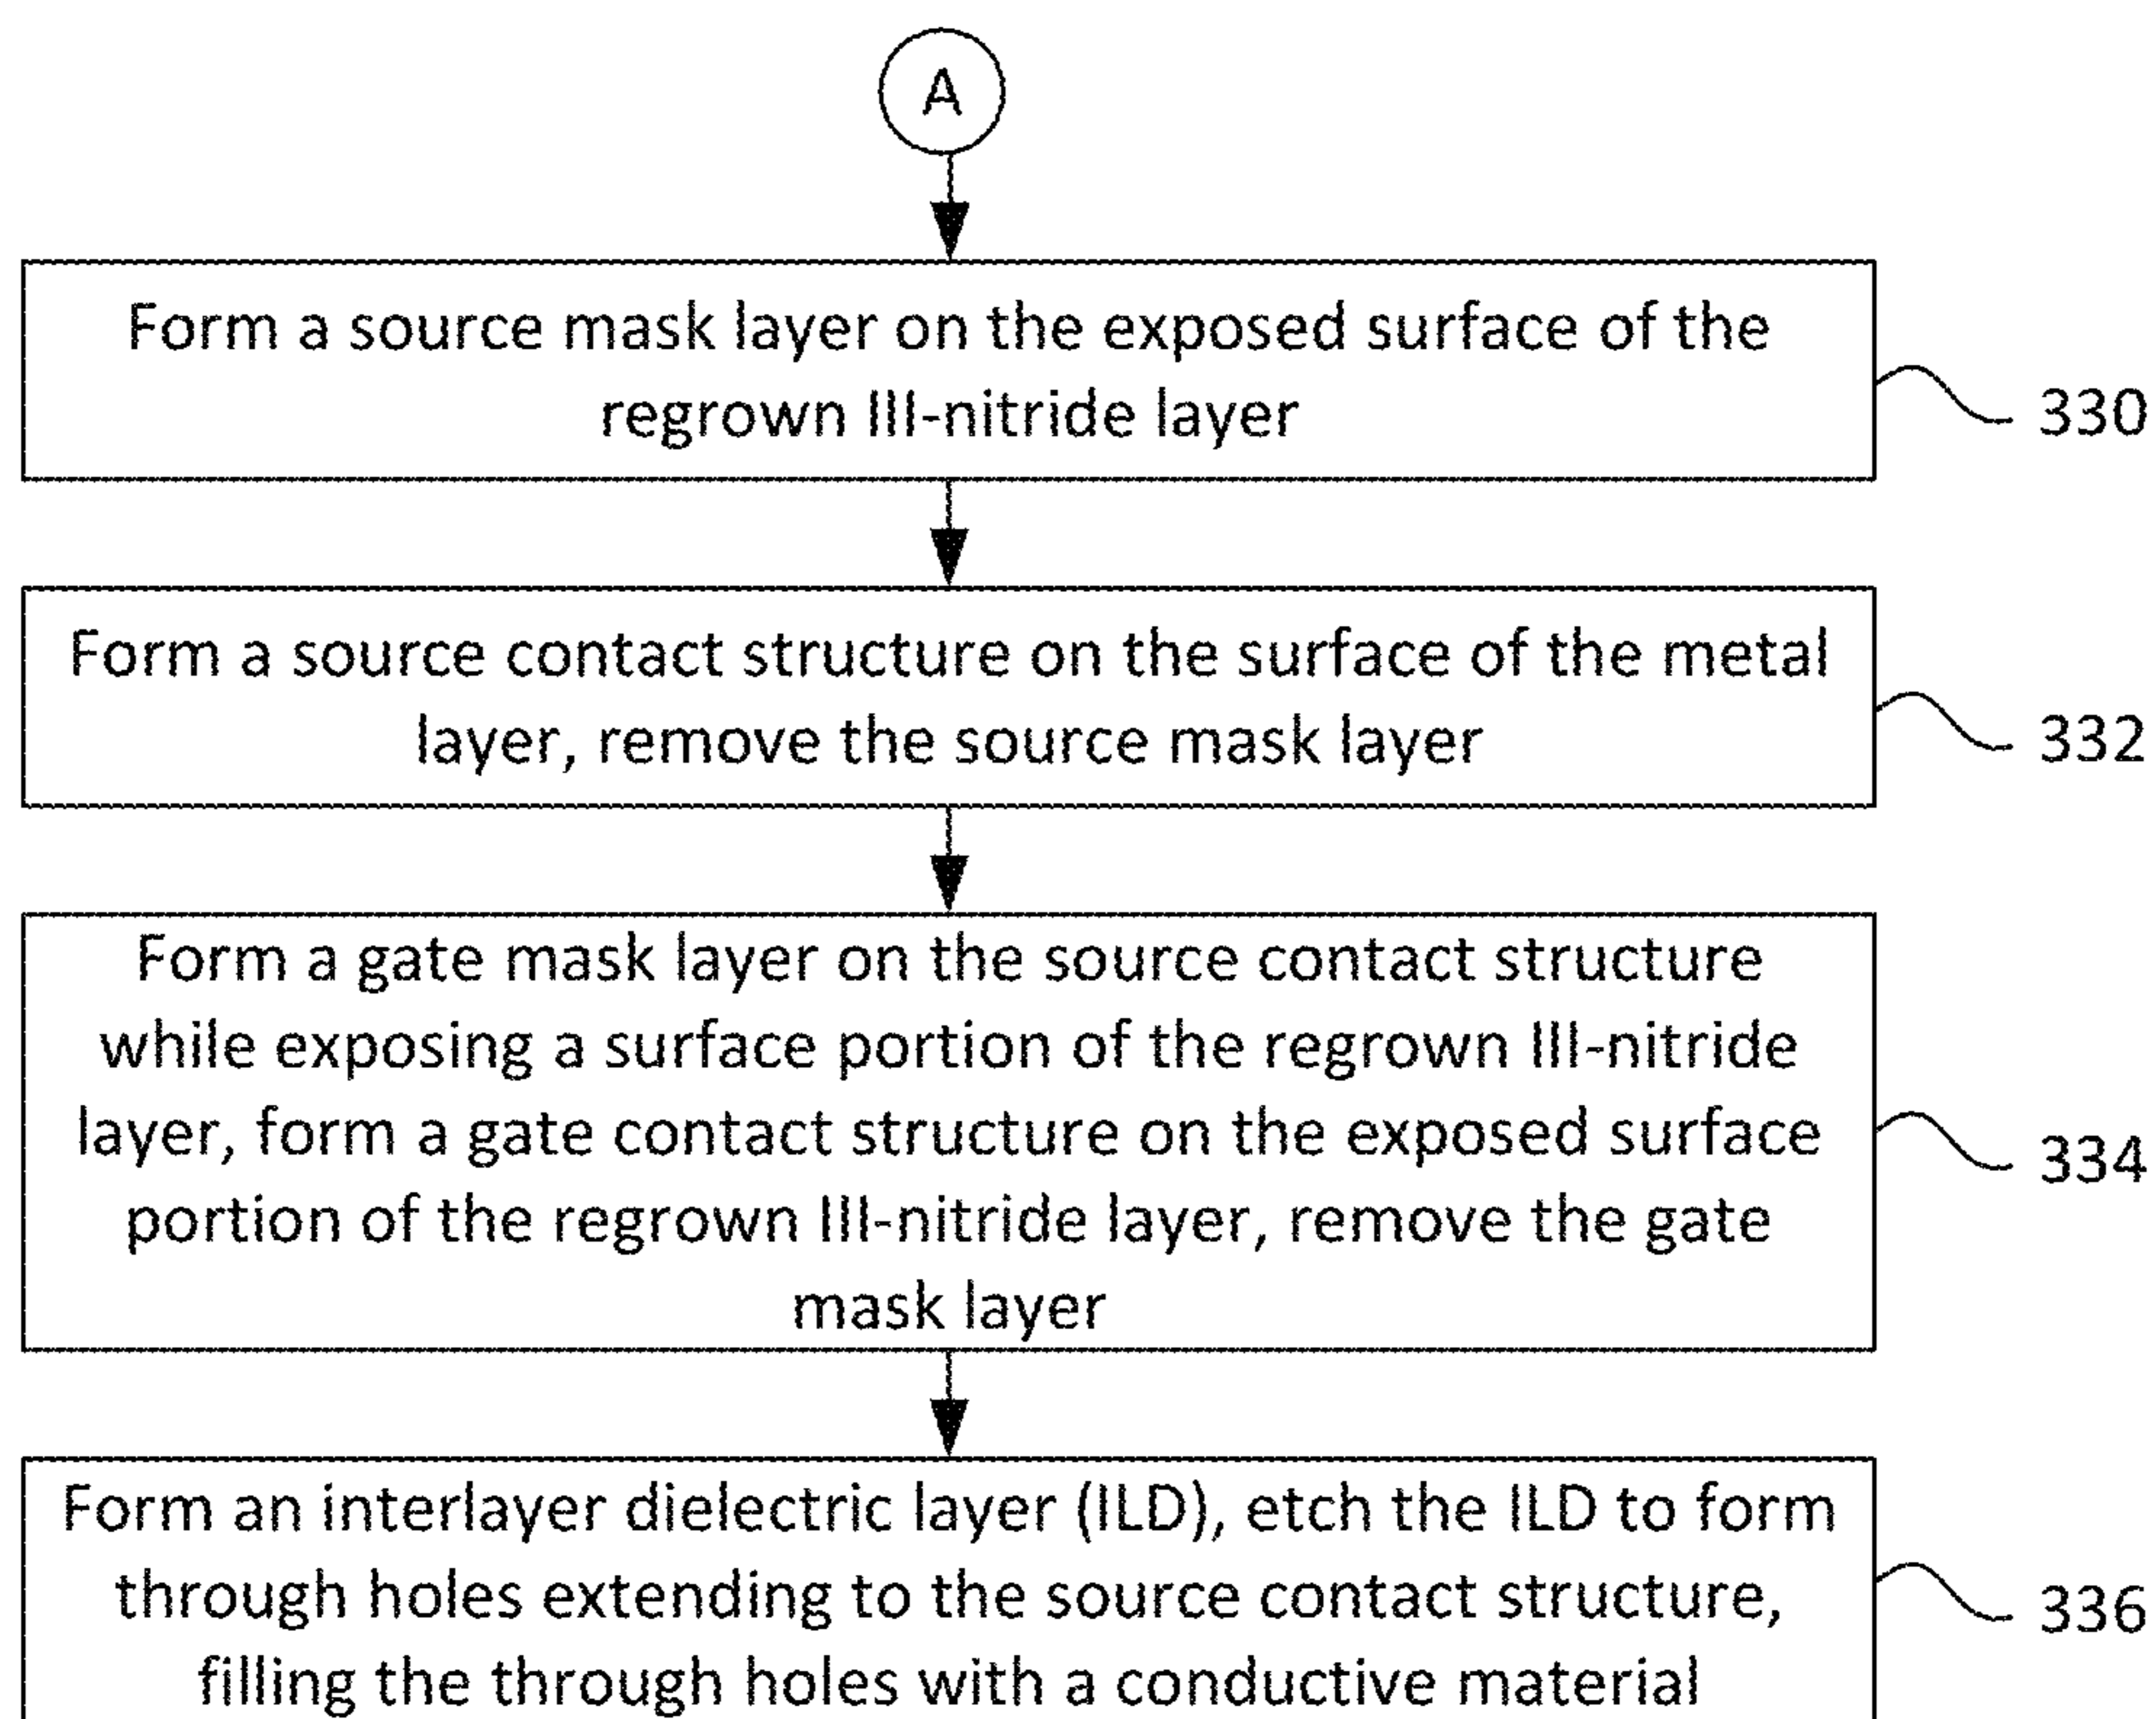 A
Form a source mask layer on the exposed surface of the
regrown III-nitride layer
330
Form a source contact structure on the surface of the metal
layer, remove the source mask layer
332
Form a gate mask layer on the source contact structure
while exposing a surface portion of the regrown III-nitride
layer, form a gate contact structure on the exposed surface
portion of the regrown III-nitride layer, remove the gate
mask layer
334
Form an interlayer dielectric layer (ILD), etch the ILD to form
through holes extending to the source contact structure,
filling the through holes with a conductive material
336